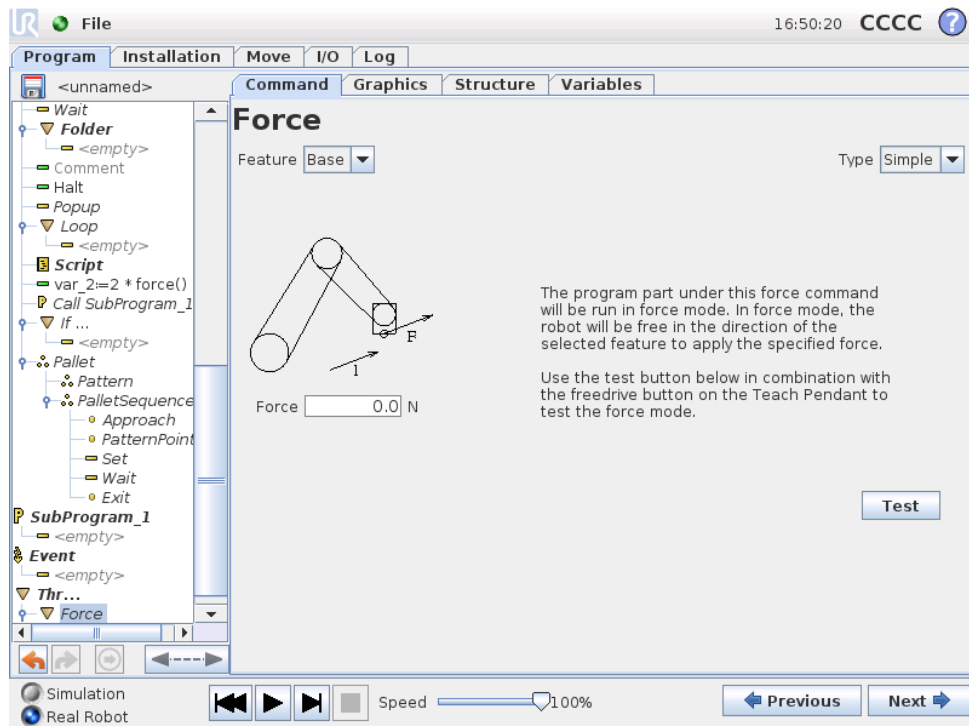 UR File 16:50:20 CCCC ?
Program Installation Move I/O Log
<unnamed>
Command Graphics Structure Variables
Wait
Folder
<empty>
Comment
Halt
Popup
Loop
<empty>
Script
var_2:=2 * force()
Call SubProgram_1
If ...
<empty>
Pallet
Pattern
PalletSequence
Approach
PatternPoint
Set
Wait
Exit
P SubProgram_1
<empty>
Event
<empty>
Thr...
Force
Force
Feature Base
Type Simple
F
1
Force 0.0 N
The program part under this force command
will be run in force mode. In force mode, the
robot will be free in the direction of the
selected feature to apply the specified force.
Use the test button below in combination with
the freedrive button on the Teach Pendant to
test the force mode.
Test
Simulation
Real Robot
Speed 100%
Previous Next